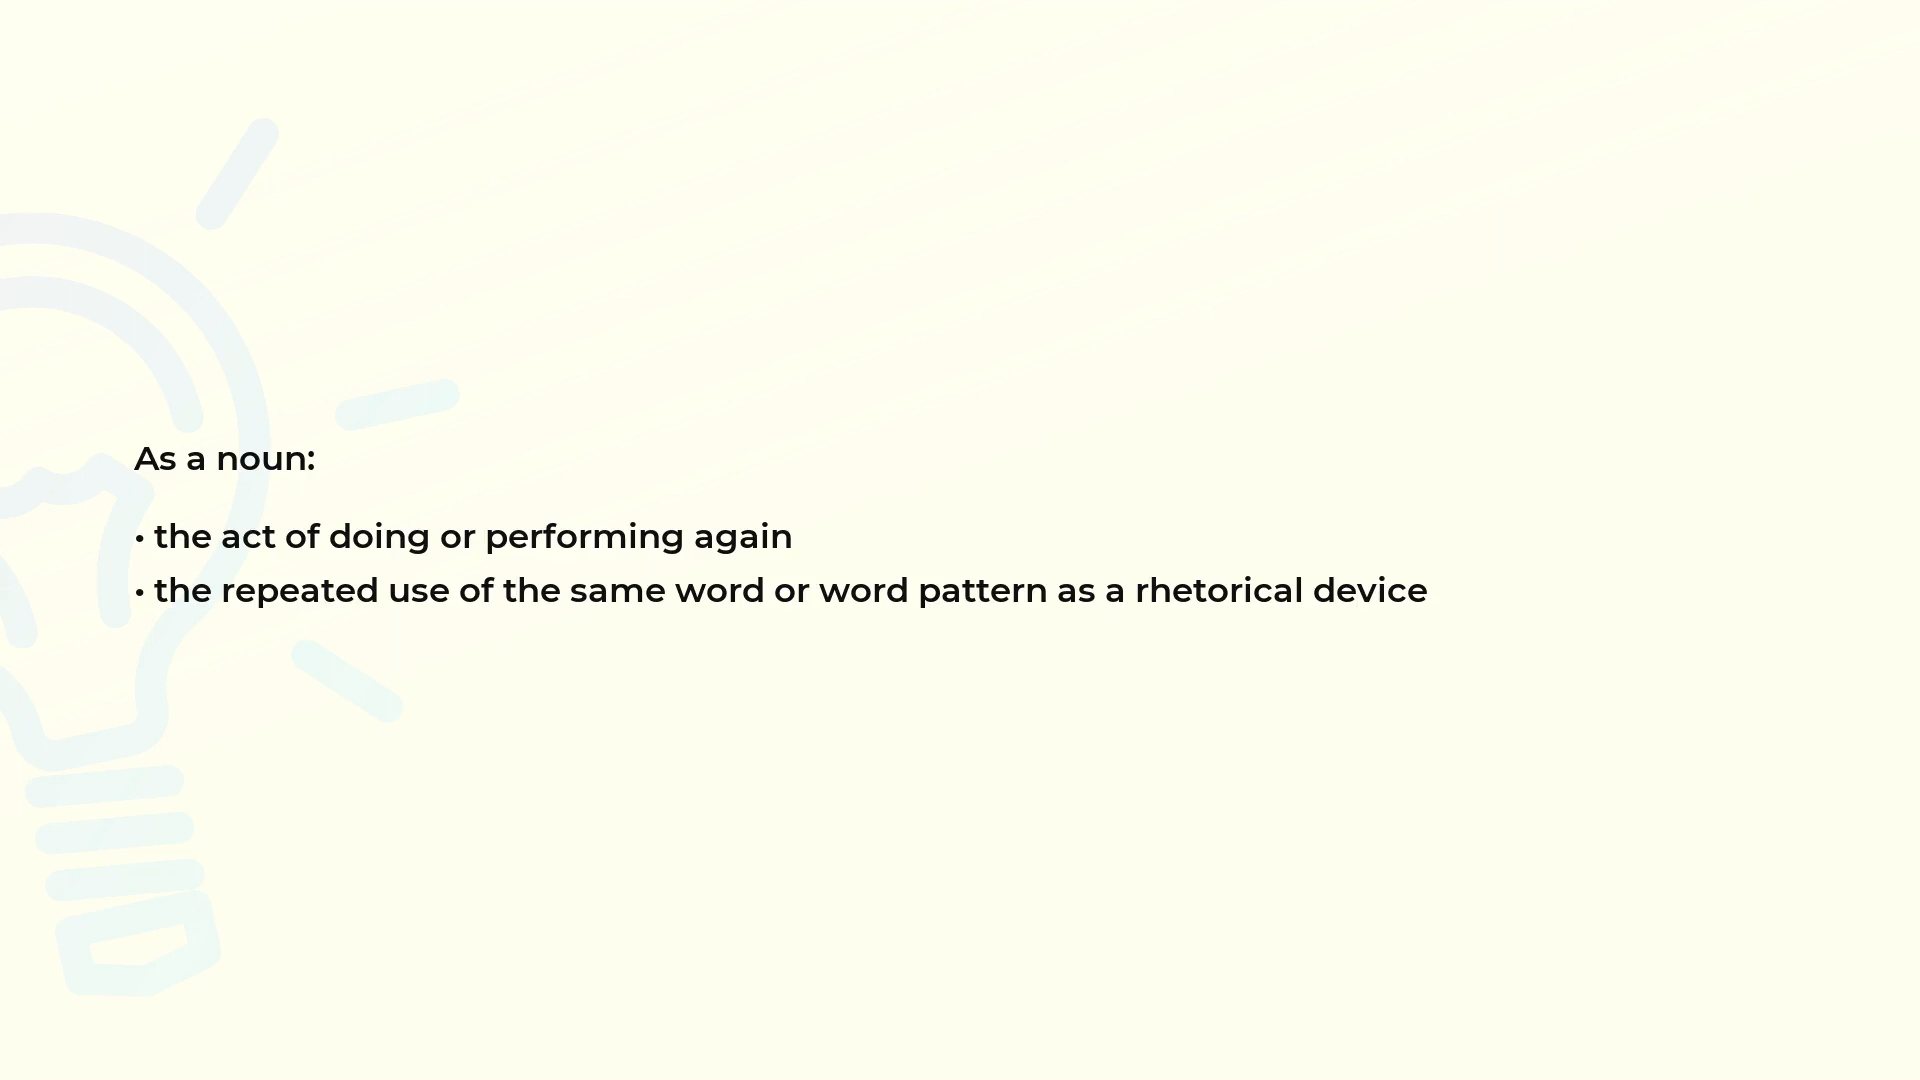 As a noun:
• the act of doing or performing again
• the repeated use of the same word or word pattern as a rhetorical device